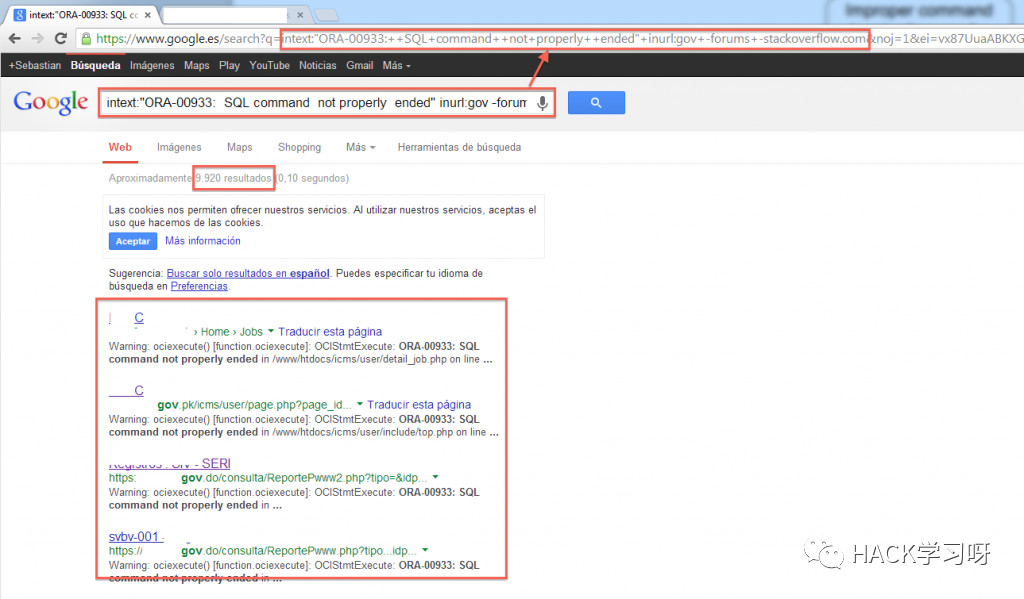 Improper command
intext:"ORA-00933: SQL cc
https://www.google.es/search?q=intext:"ORA-00933:++SQL+command++not+properly++ended"+inurl:gov+-forums+-stackoverflow.com&noj=1&ei=vx87UuaABKXG
+Sebastian Búsqueda Imágenes Maps Play YouTube Noticias Gmail Más
Google
intext:"ORA-00933: SQL command not properly ended" inurl:gov -forum
Web Imágenes Maps Shopping Más Herramientas de búsqueda
Aproximadamente 9.920 resultados (0,10 segundos)
Las cookies nos permiten ofrecer nuestros servicios. Al utilizar nuestros servicios, aceptas el
uso que hacemos de las cookies.
Aceptar Más información
Sugerencia: Buscar solo resultados en español. Puedes especificar tu idioma de
búsqueda en Preferencias.
C
› Home › Jobs Traducir esta página
Warning: ociexecute() [function.ociexecute]: OCIStmtExecute: ORA-00933: SQL
command not properly ended in /www/htdocs/icms/user/detail_job.php on line ...
C
gov.pk/icms/user/page.php?page_id... Traducir esta página
Warning: ociexecute() [function.ociexecute]: OCIStmtExecute: ORA-00933: SQL
command not properly ended in /www/htdocs/icms/user/include/top.php on line ...
- SERI
https: gov.do/consulta/ReportePwww2.php?tipo=&idp...
Warning: ociexecute() [function.ociexecute]: OCIStmtExecute: ORA-00933: SQL
command not properly ended in ...
svbv-001 -
https:// gov.do/consulta/ReportePwww.php?tipo...idp...
Warning: ociexecute() [function.ociexecute]: OCIStmtExecute: ORA-00933: SQL
command not properly ended in ...
HACK学习呀